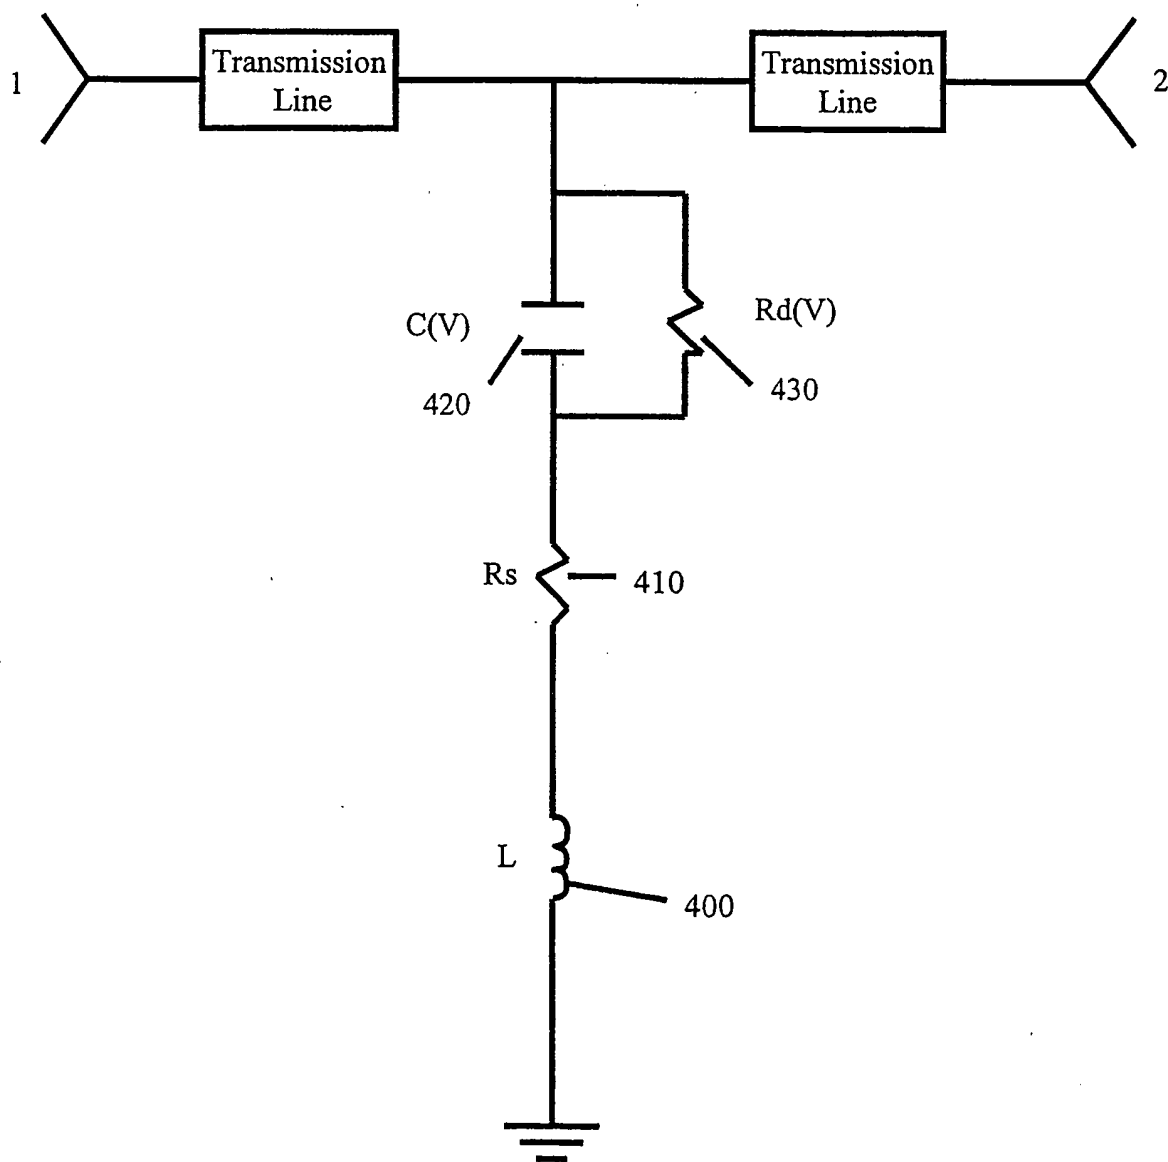 1
Transmission
Line
Transmission
Line
2
C(V)
Rd(V)
420
430
Rs
410
L
400